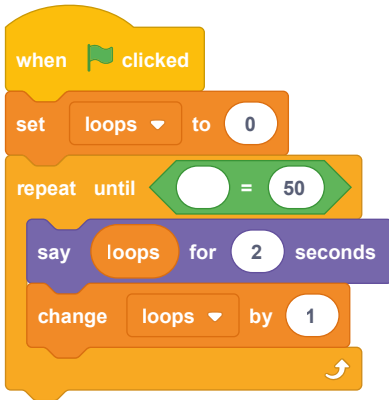 when clicked
set loops to 0
repeat until = 50
say loops for 2 seconds
change loops by 1